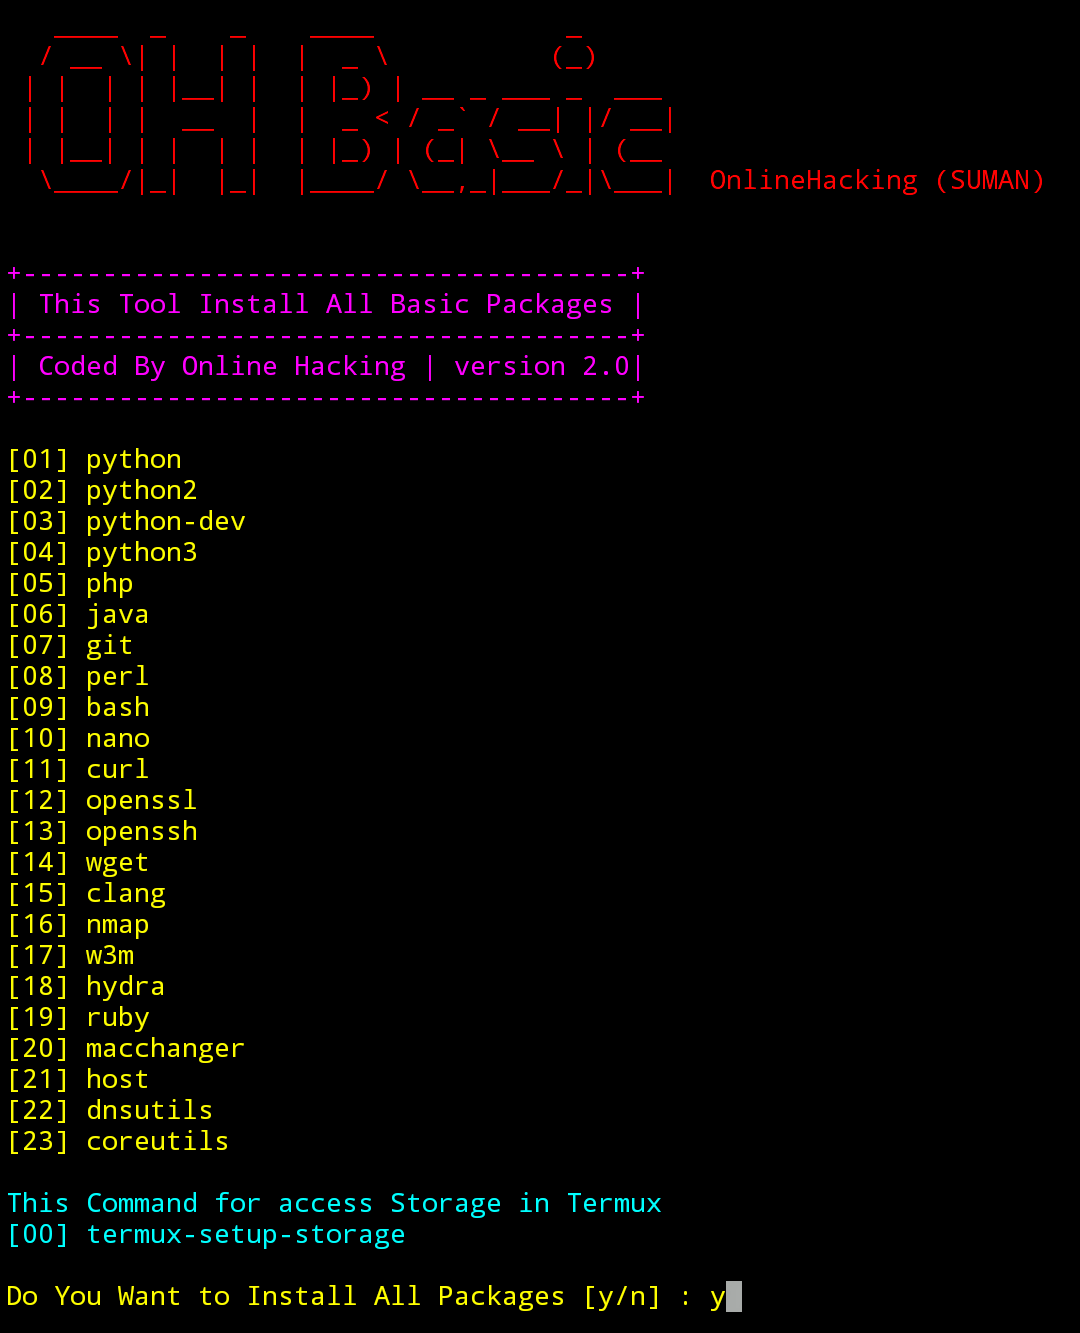 OH Basic
OnlineHacking (SUMAN)
+--------------------------------------+
| This Tool Install All Basic Packages |
+--------------------------------------+
| Coded By Online Hacking | version 2.0|
+--------------------------------------+
[01] python
[02] python2
[03] python-dev
[04] python3
[05] php
[06] java
[07] git
[08] perl
[09] bash
[10] nano
[11] curl
[12] openssl
[13] openssh
[14] wget
[15] clang
[16] nmap
[17] w3m
[18] hydra
[19] ruby
[20] macchanger
[21] host
[22] dnsutils
[23] coreutils
This Command for access Storage in Termux
[00] termux-setup-storage
Do You Want to Install All Packages [y/n] : y